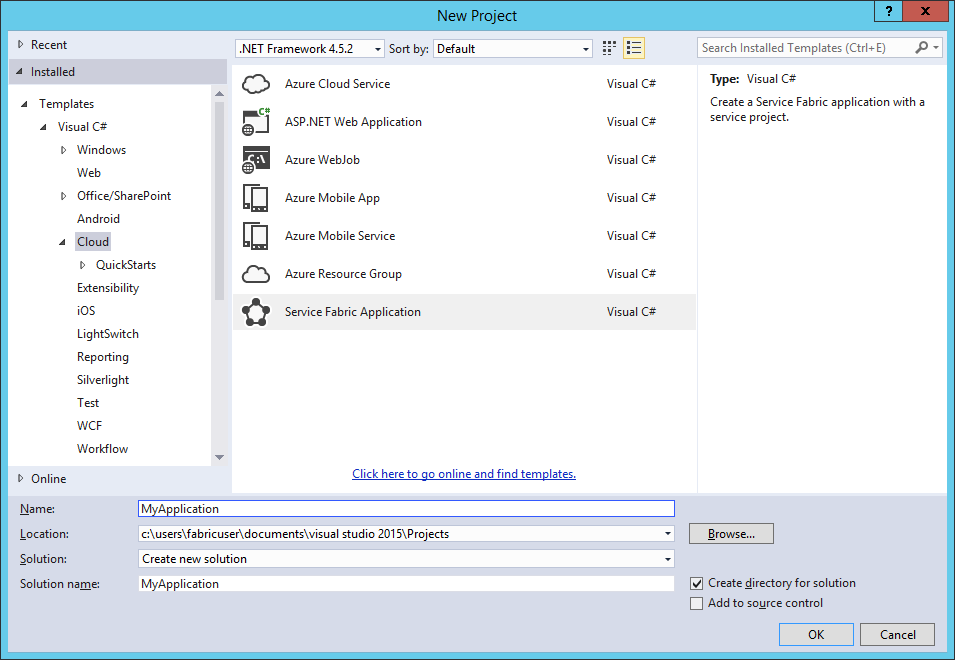 New Project
?
x
Recent
Installed
Templates
Visual C#
Windows
Web
Office/SharePoint
Android
Cloud
QuickStarts
Extensibility
iOS
LightSwitch
Reporting
Silverlight
Test
WCF
Workflow
Online
.NET Framework 4.5.2 Sort by: Default
Search Installed Templates (Ctrl+E)
Azure Cloud Service Visual C#
C# ASP.NET Web Application Visual C#
C:\ Azure WebJob Visual C#
Azure Mobile App Visual C#
Azure Mobile Service Visual C#
Azure Resource Group Visual C#
Service Fabric Application Visual C#
Click here to go online and find templates.
Type: Visual C#
Create a Service Fabric application with a
service project.
Name: MyApplication
Location: c:\users\fabricuser\documents\visual studio 2015\Projects Browse...
Solution: Create new solution
Solution name: MyApplication
Create directory for solution
Add to source control
OK Cancel